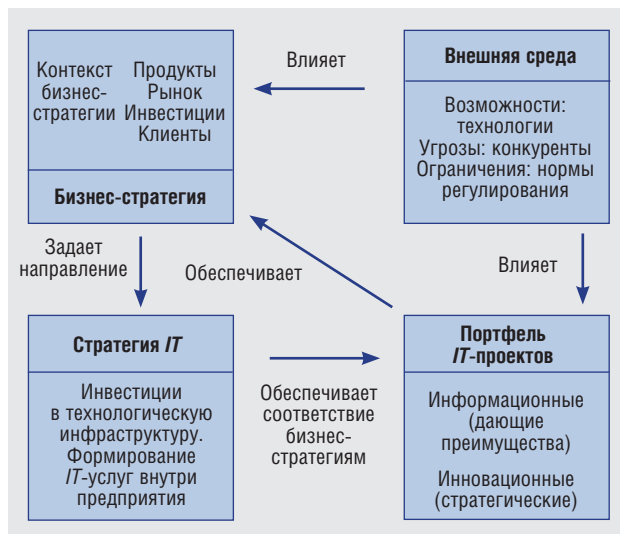 Контекст
бизнес-
стратегии
Продукты
Рынок
Инвестиции
Клиенты
Бизнес-стратегия
Влияет
Внешняя среда
Возможности:
технологии
Угрозы: конкуренты
Ограничения: нормы
регулирования
Задает
направление
Обеспечивает
Влияет
Стратегия IT
Инвестиции
в технологическую
инфраструктуру.
Формирование
IT-услуг внутри
предприятия
Обеспечивает
соответствие
бизнес-
стратегиям
Портфель
IT-проектов
Информационные
(дающие
преимущества)
Инновационные
(стратегические)